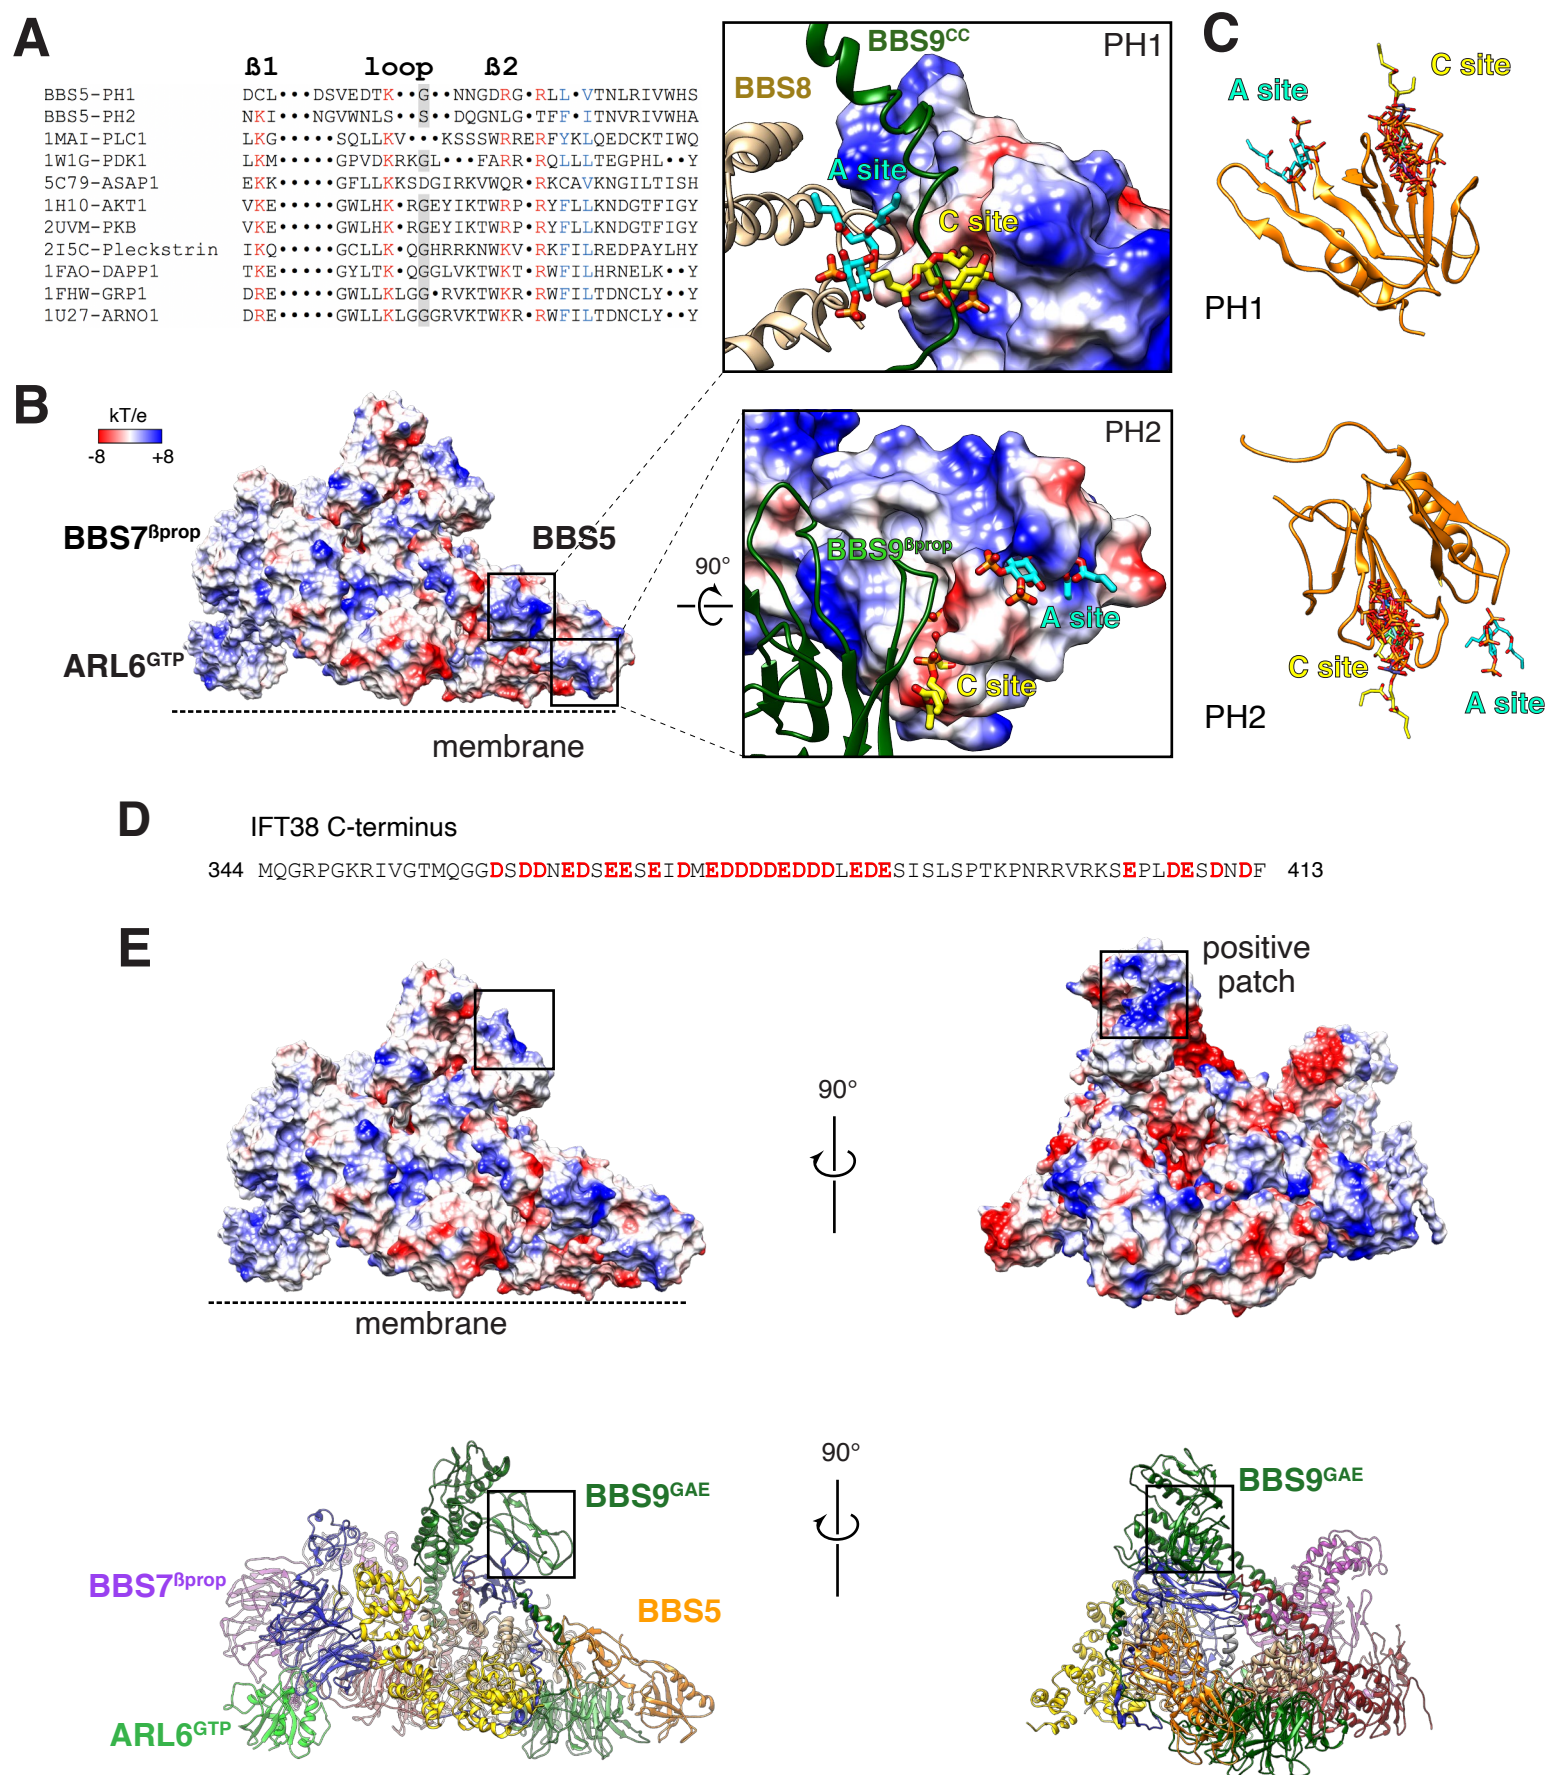 A
ß1 loop ß2
BBS5-PH1 DCL•••DSVEDTK••G••NNGDRG•RLL•VTNLRIVWHS
BBS5-PH2 NKI•••NGVWNLS••S••DQGNLG•TFF•ITNVRIVWHA
1MAI-PLC1 LKG•••••SQLLKV•••KSSSWRRERFYKLQEDCKTIWQ
1W1G-PDK1 LKM•••••GPVDKRKGL•••FARR•RQLLLTEGPHL••Y
5C79-ASAP1 EKK•••••GFLLKKSDGIRKVWQR•RKCAVKNGILTISH
1H10-AKT1 VKE•••••GWLHK•RGEYIKTWRP•RYFLLKNDGTFIGY
2UVM-PKB VKE•••••GWLHK•RGEYIKTWRP•RYFLLKNDGTFIGY
2I5C-Pleckstrin IKQ•••••GCLLK•QGHRRKNWKV•RKFILREDPAYLHY
1FAO-DAPP1 TKE•••••GYLTK•QGGLVKTWKT•RWFILHRNELK••Y
1FHW-GRP1 DRE•••••GWLLKLGG•RVKTWKR•RWFILTDNCLY••Y
1U27-ARNO1 DRE•••••GWLLKLGGGRVKTWKR•RWFILTDNCLY••Y
BBS9CC
PH1
BBS8
A site
C site
C
A site
C site
PH1
B
kT/e
-8 +8
BBS7ßprop
BBS5
ARL6GTP
membrane
90°
PH2
BBS9ßprop
A site
C site
C site
A site
PH2
D
IFT38 C-terminus
344 MQGRPGKRIVGTMQGGDSDDNEDSEESEIDMEDDDDEDDDLEDESISLSPTKPNRRVRKSEPLDESDNDF 413
E
positive
patch
90°
membrane
90°
BBS9GAE
BBS9GAE
BBS7ßprop
BBS5
ARL6GTP